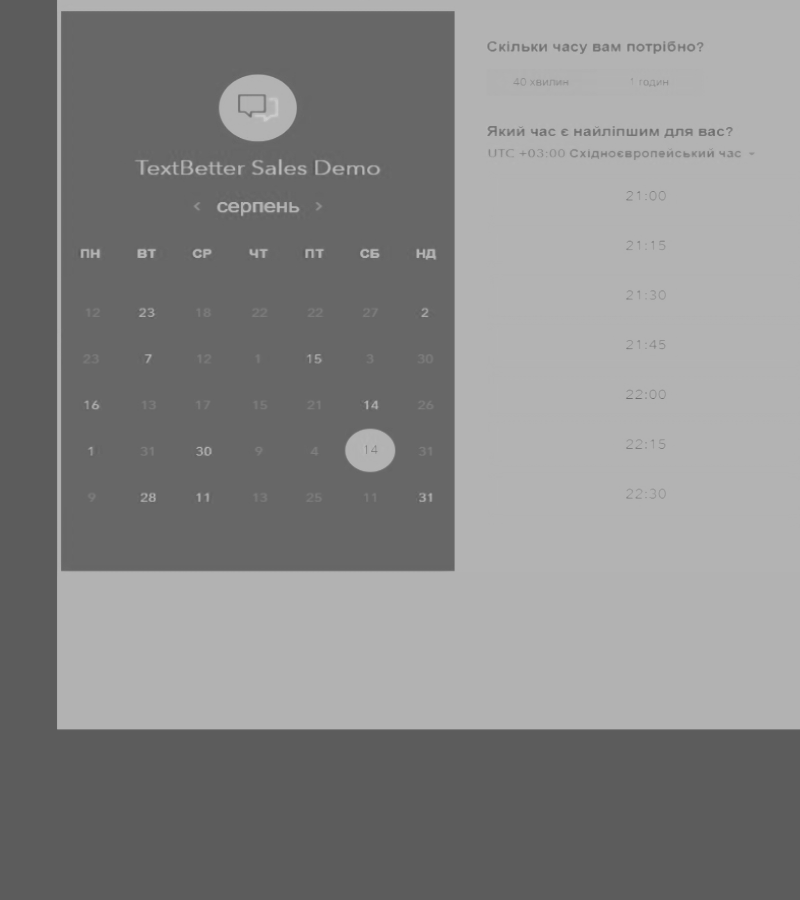 TextBetter Sales Demo
< серпень >
ПН ВТ СР ЧТ ПТ СБ НД
12 23 18 22 22 27 2
23 7 12 1 15 3 30
16 13 17 15 21 14 26
1 31 30 9 4 14 31
9 28 11 13 25 11 31
Скільки часу вам потрібно?
40 хвилин 1 годин
Який час є найліпшим для вас?
UTC +03:00 Східноєвропейський час
21:00
21:15
21:30
21:45
22:00
22:15
22:30